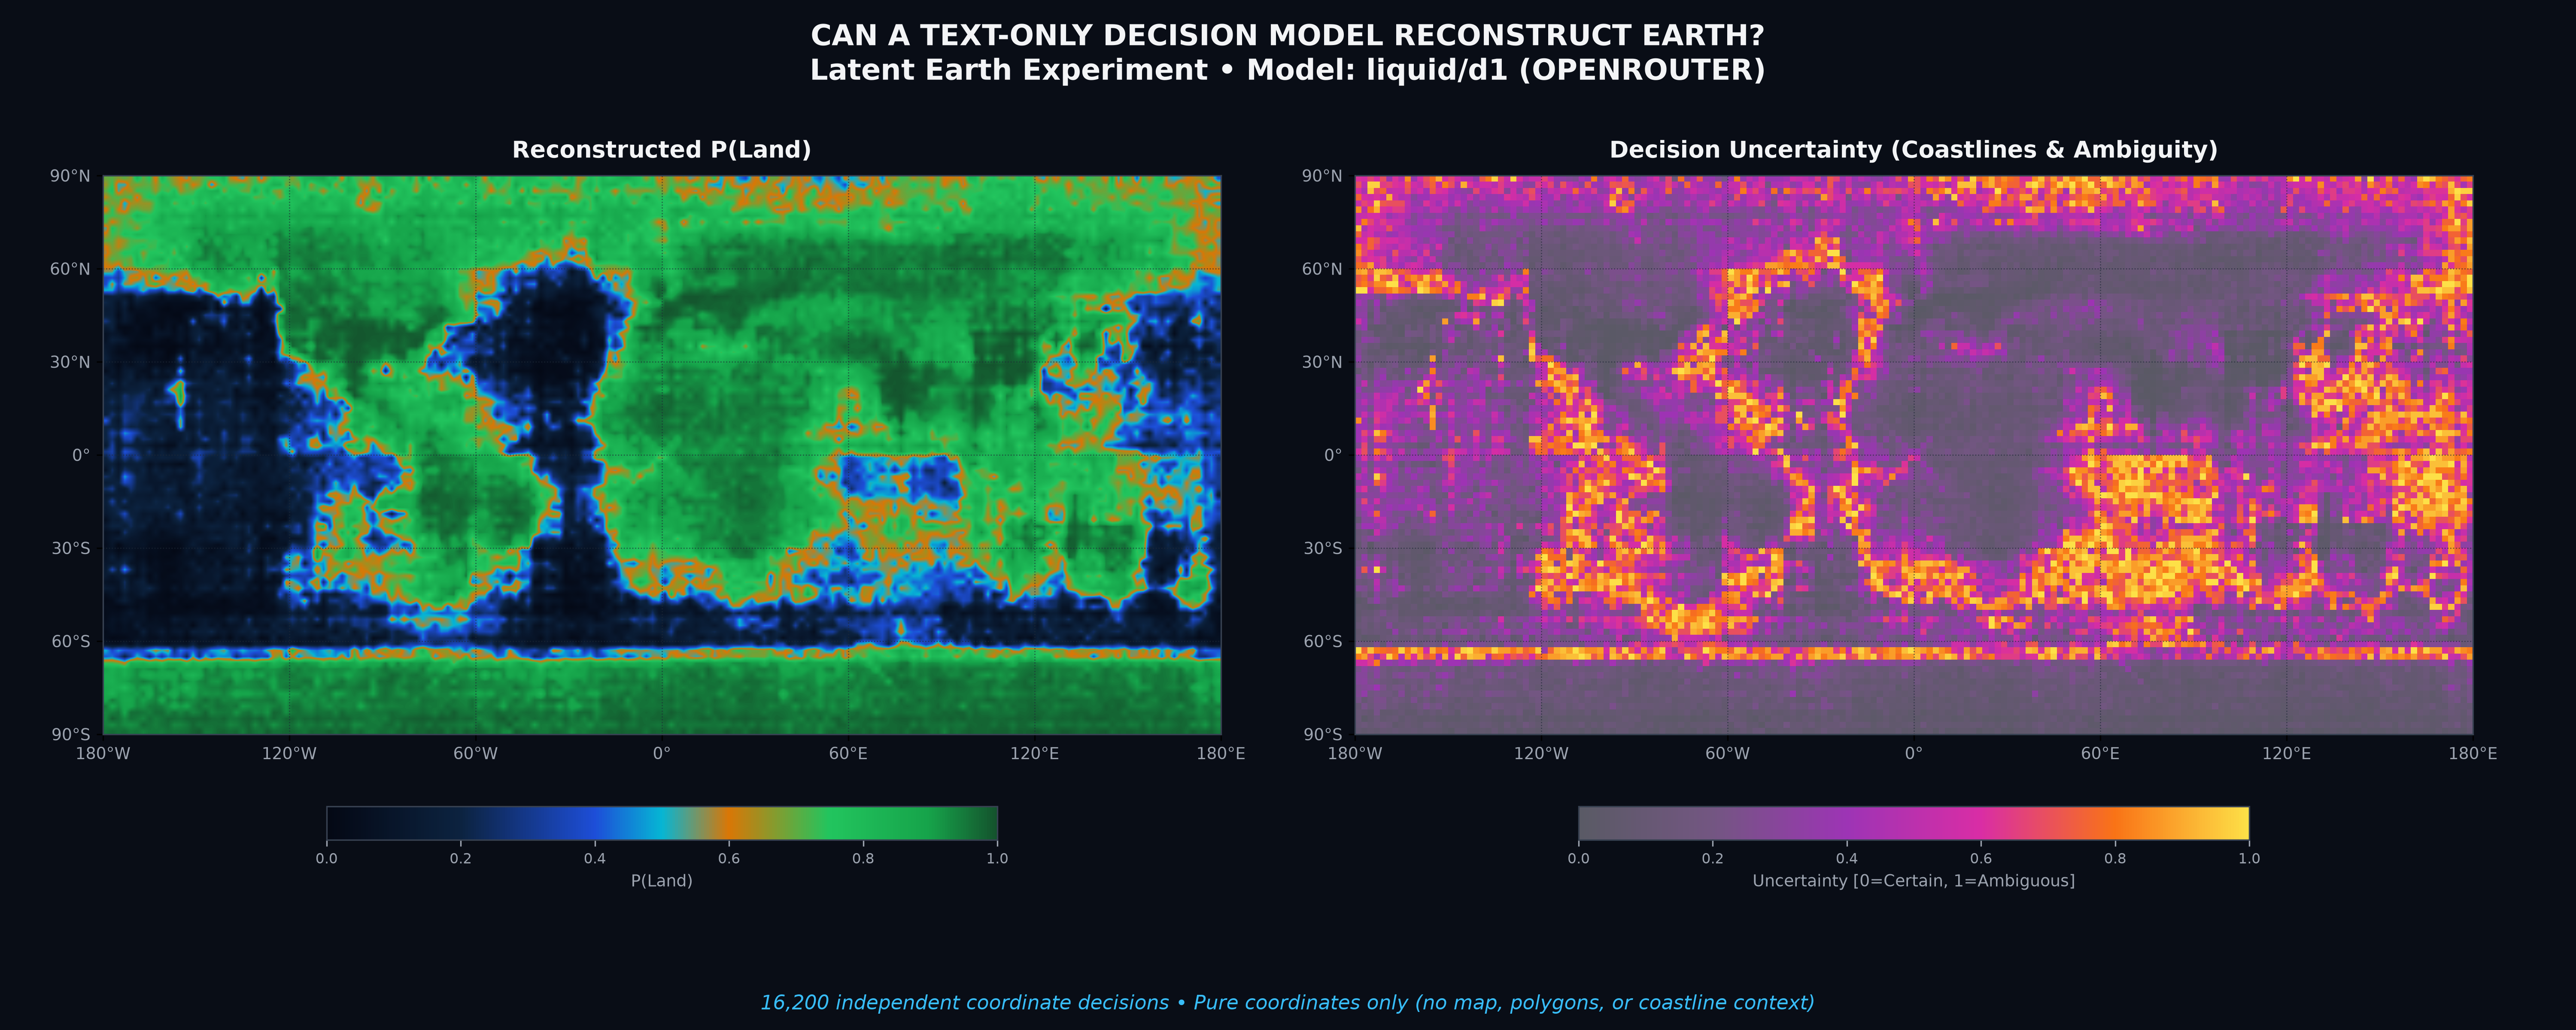 CAN A TEXT-ONLY DECISION MODEL RECONSTRUCT EARTH?
Latent Earth Experiment • Model: liquid/d1 (OPENROUTER)
Reconstructed P(Land)
90°N
60°N
30°N
0°
30°S
60°S
90°S
180°W 120°W 60°W 0° 60°E 120°E 180°E
0.0 0.2 0.4 0.6 0.8 1.0
P(Land)
Decision Uncertainty (Coastlines & Ambiguity)
90°N
60°N
30°N
0°
30°S
60°S
90°S
180°W 120°W 60°W 0° 60°E 120°E 180°E
0.0 0.2 0.4 0.6 0.8 1.0
Uncertainty [0=Certain, 1=Ambiguous]
16,200 independent coordinate decisions • Pure coordinates only (no map, polygons, or coastline context)